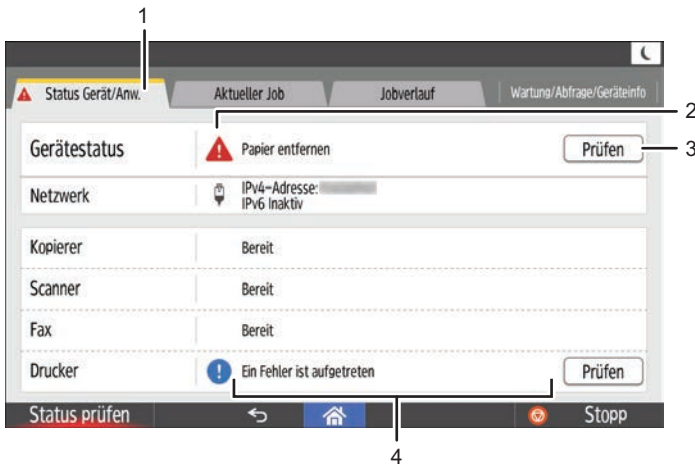 1
Status Gerät/Anw.
Aktueller Job
Jobverlauf
Wartung/Abfrage/Geräteinfo
2
Gerätestatus
Papier entfernen
Prüfen
3
Netzwerk
IPv4-Adresse:
IPv6 Inaktiv
Kopierer
Bereit
Scanner
Bereit
Fax
Bereit
Drucker
Ein Fehler ist aufgetreten
Prüfen
Status prüfen
Stopp
4